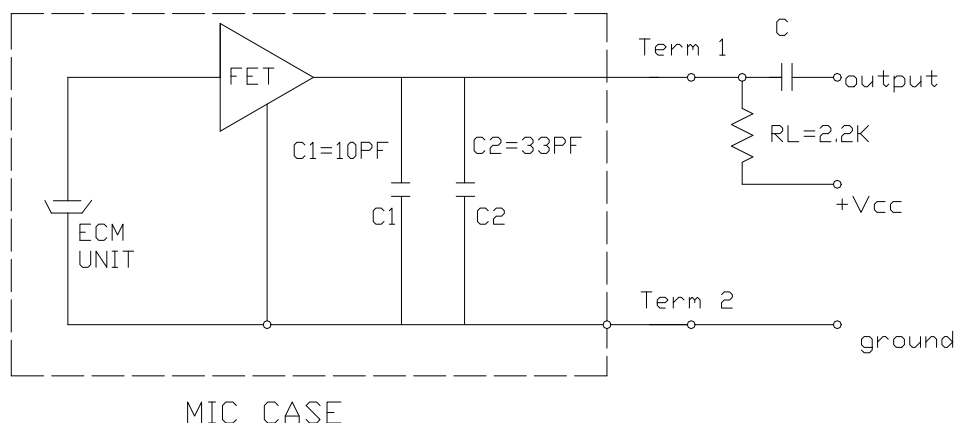 C
Term 1
FET
output
C1=10PF
C2=33PF
RL=2.2K
C1
C2
+Vcc
ECM
UNIT
Term 2
ground
MIC CASE